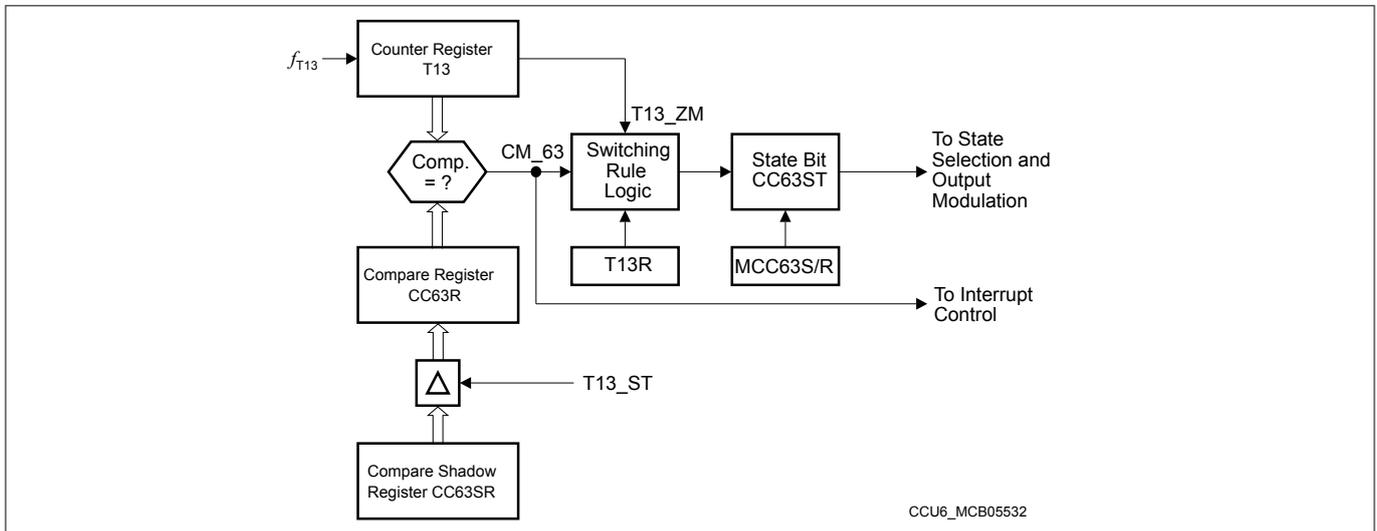 Counter Register
T13
fT13
T13_ZM
CM_63
Comp.
= ?
Switching
Rule
Logic
State Bit
CC63ST
To State
Selection and
Output
Modulation
T13R
MCC63S/R
Compare Register
CC63R
To Interrupt
Control
T13_ST
Compare Shadow
Register CC63SR
CCU6_MCB05532